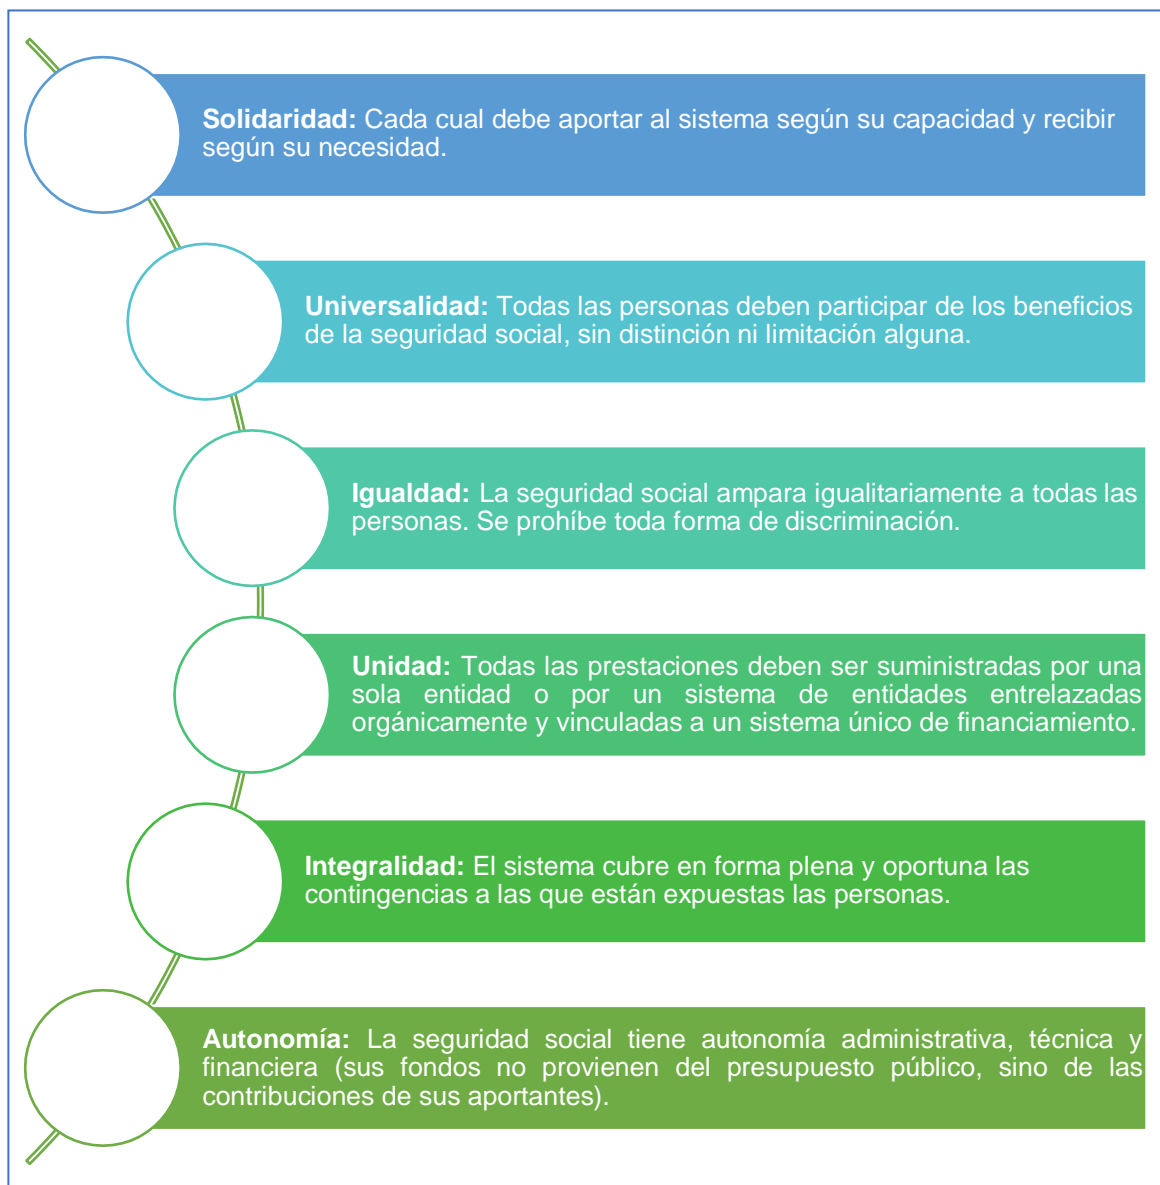 Solidaridad: Cada cual debe aportar al sistema según su capacidad y recibir
según su necesidad.
Universalidad: Todas las personas deben participar de los beneficios
de la seguridad social, sin distinción ni limitación alguna.
Igualdad: La seguridad social ampara igualitariamente a todas las
personas. Se prohíbe toda forma de discriminación.
Unidad: Todas las prestaciones deben ser suministradas por una
sola entidad o por un sistema de entidades entrelazadas
orgánicamente y vinculadas a un sistema único de financiamiento.
Integralidad: El sistema cubre en forma plena y oportuna las
contingencias a las que están expuestas las personas.
Autonomía: La seguridad social tiene autonomía administrativa, técnica y
financiera (sus fondos no provienen del presupuesto público, sino de las
contribuciones de sus aportantes).